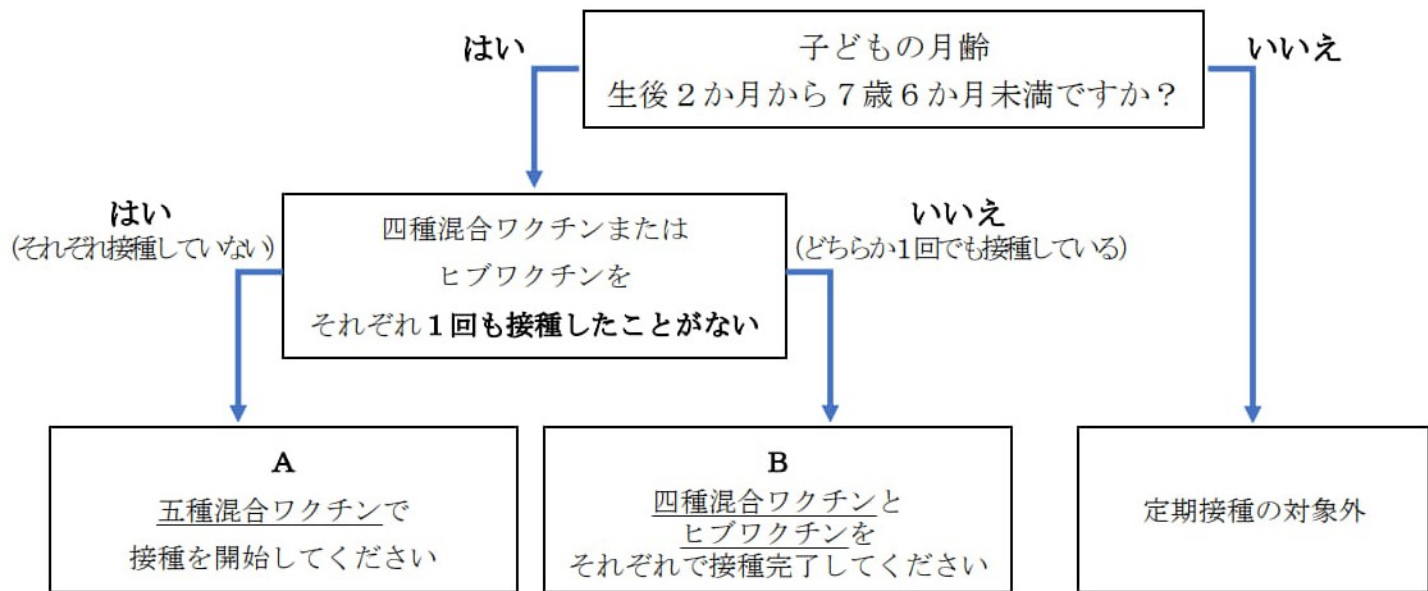 はい
子どもの月齢
生後２か月から７歳６か月未満ですか？
いいえ
はい
(それぞれ接種していない)
四種混合ワクチンまたは
ヒブワクチンを
それぞれ１回も接種したことがない
いいえ
(どちらか1回でも接種している)
A
五種混合ワクチンで
接種を開始してください
B
四種混合ワクチンと
ヒブワクチンを
それぞれで接種完了してください
定期接種の対象外